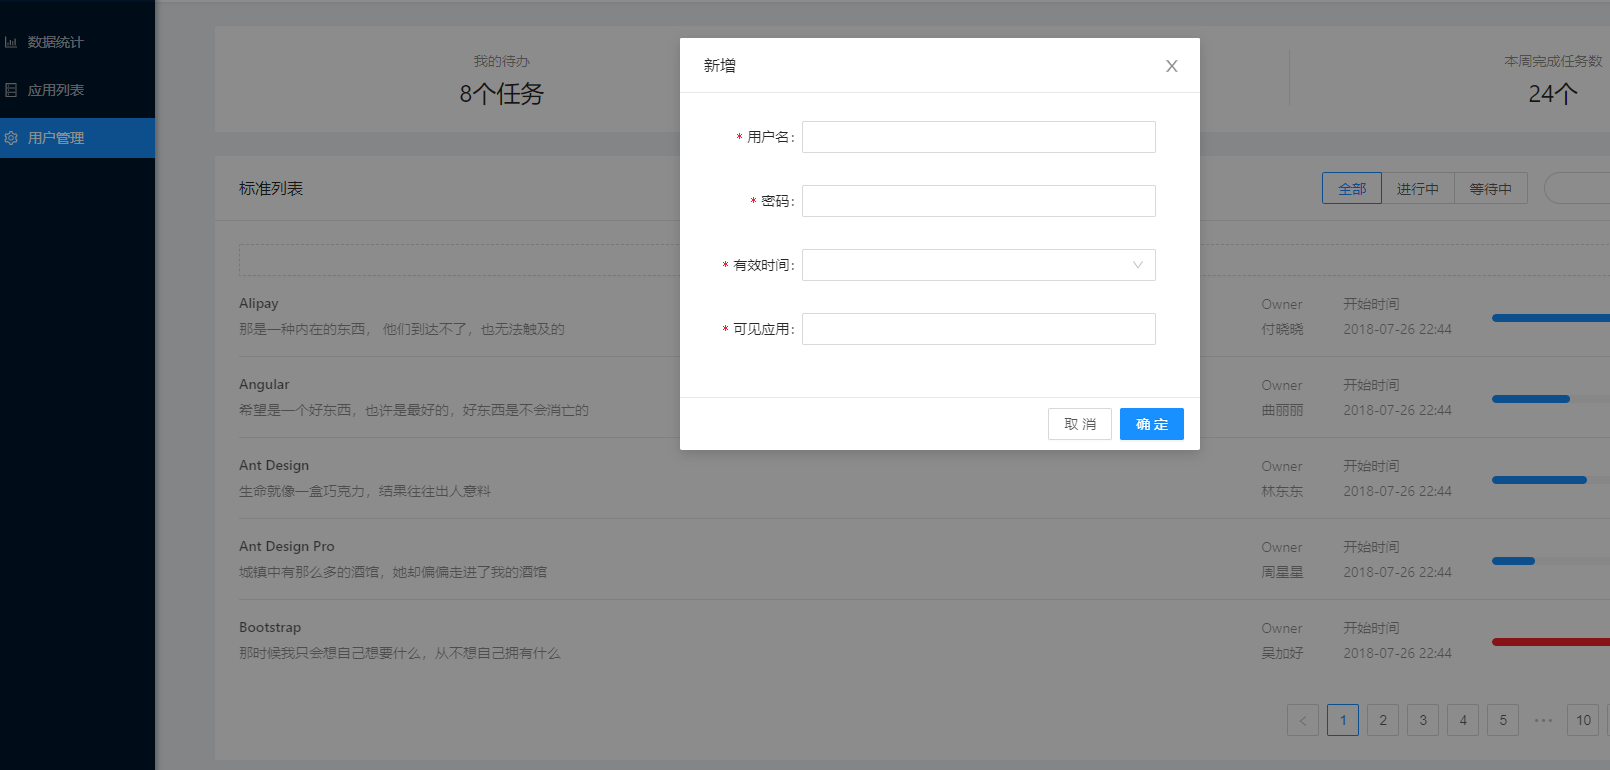 数据统计
应用列表
用户管理
我的待办
8个任务
本周完成任务数
24个
标准列表
全部
进行中
等待中
Alipay
那是一种内在的东西， 他们到达不了，也无法触及的
Owner
付晓晓
开始时间
2018-07-26 22:44
Angular
希望是一个好东西，也许是最好的，好东西是不会消亡的
Owner
曲丽丽
开始时间
2018-07-26 22:44
Ant Design
生命就像一盒巧克力，结果往往出人意料
Owner
林东东
开始时间
2018-07-26 22:44
Ant Design Pro
城镇中有那么多的酒馆，她却偏偏走进了我的酒馆
Owner
周星星
开始时间
2018-07-26 22:44
Bootstrap
那时候我只会想自己想要什么，从不想自己拥有什么
Owner
吴加好
开始时间
2018-07-26 22:44
1 2 3 4 5 ••• 10
新增
* 用户名:
* 密码:
* 有效时间:
* 可见应用:
取 消
确 定